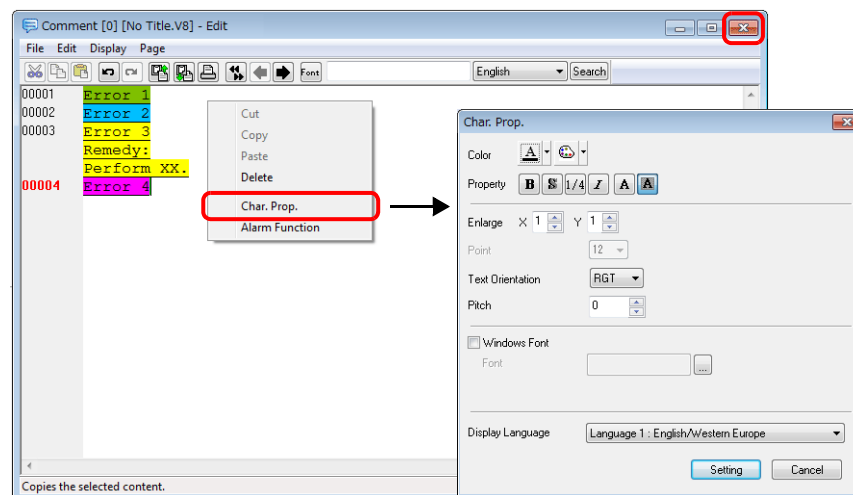 Comment [0] [No Title.V8] - Edit
File Edit Display Page
Font English Search
00001 Error 1
00002 Error 2
00003 Error 3
Remedy:
Perform XX.
00004 Error 4
Cut
Copy
Paste
Delete
Char. Prop.
Alarm Function
Copies the selected content.
Char. Prop.
Color A
Property B S 1/4 I A A
Enlarge X 1 Y 1
Point 12
Text Orientation RGT
Pitch 0
Windows Font
Font ...
Display Language Language 1 : English/Western Europe
Setting Cancel